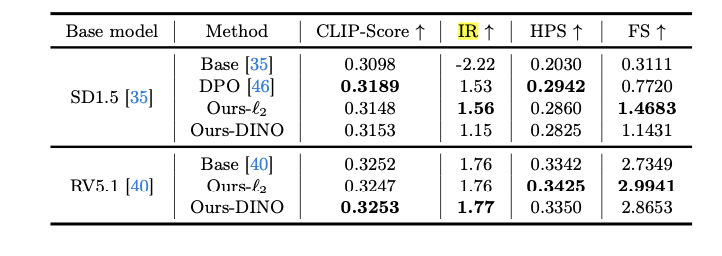 Base model Method CLIP-Score ↑ IR ↑ HPS ↑ FS ↑
SD1.5 [35]
Base [35] 0.3098 -2.22 0.2030 0.3111
DPO [46] 0.3189 1.53 0.2942 0.7720
Ours-ℓ₂ 0.3148 1.56 0.2860 1.4683
Ours-DINO 0.3153 1.15 0.2825 1.1431
RV5.1 [40]
Base [40] 0.3252 1.76 0.3342 2.7349
Ours-ℓ₂ 0.3247 1.76 0.3425 2.9941
Ours-DINO 0.3253 1.77 0.3350 2.8653